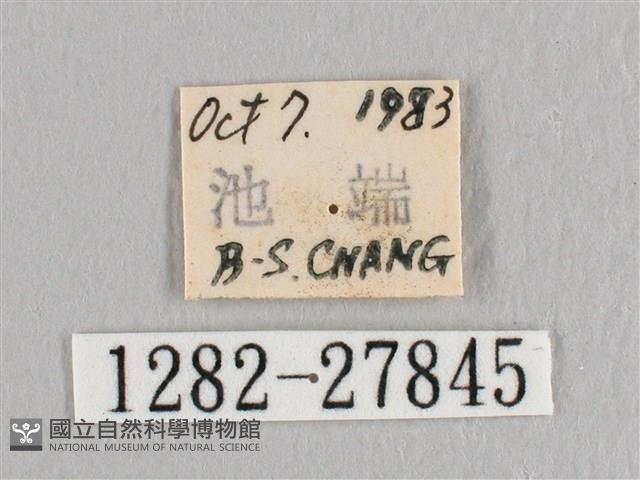 Oct 7. 1983
池 端
B-S. CHANG
1282-27845
國立自然科學博物館
NATIONAL MUSEUM OF NATURAL SCIENCE